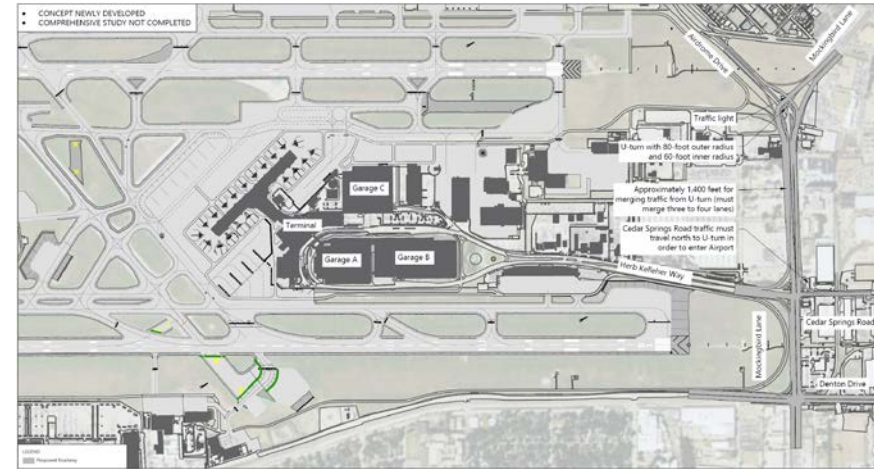 • CONCEPT NEWLY DEVELOPED
• COMPREHENSIVE STUDY NOT COMPLETED
Mockingbird Lane
Airdrome Drive
Traffic light
U-turn with 80-foot outer radius
and 60-foot inner radius
Garage C
Approximately 1,400 feet for
merging traffic from U-turn (must
merge three to four lanes)
Terminal
Cedar Springs Road traffic must
travel north to U-turn in
order to enter Airport
Garage A
Garage B
Herb Kelleher Way
Cedar Springs Road
Mockingbird Lane
Denton Drive
LEGEND
Proposed Roadway